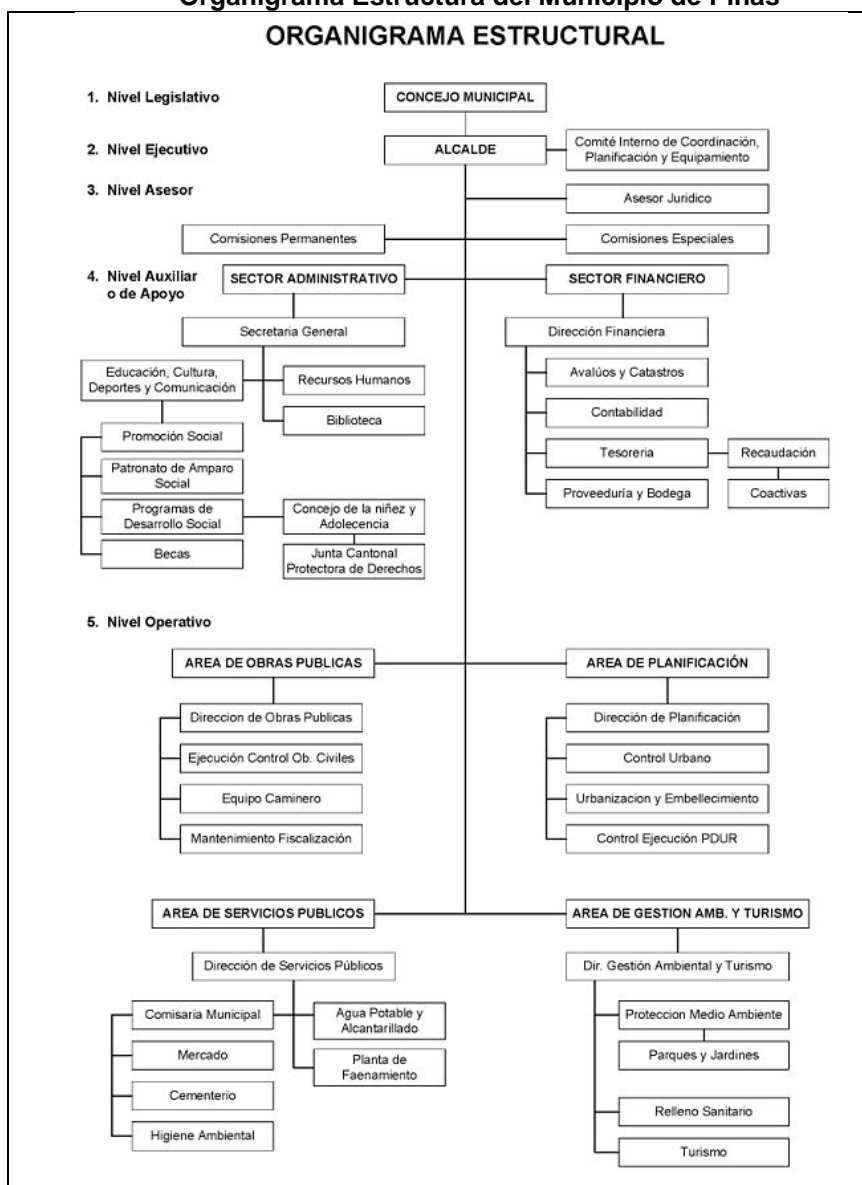 Organigrama Estructura del Municipio de Piñas
ORGANIGRAMA ESTRUCTURAL
1. Nivel Legislativo
CONCEJO MUNICIPAL
2. Nivel Ejecutivo
ALCALDE
Comité Interno de Coordinación,
Planificación y Equipamiento
3. Nivel Asesor
Asesor Juridico
Comisiones Permanentes
Comisiones Especiales
4. Nivel Auxiliar
o de Apoyo
SECTOR ADMINISTRATIVO
SECTOR FINANCIERO
Secretaria General
Dirección Financiera
Educación, Cultura,
Deportes y Comunicación
Recursos Humanos
Biblioteca
Promoción Social
Patronato de Amparo
Social
Programas de
Desarrollo Social
Concejo de la niñez y
Adolecencia
Becas
Junta Cantonal
Protectora de Derechos
Avalúos y Catastros
Contabilidad
Tesoreria
Recaudación
Proveeduría y Bodega
Coactivas
5. Nivel Operativo
AREA DE OBRAS PUBLICAS
AREA DE PLANIFICACIÓN
Direccion de Obras Publicas
Ejecución Control Ob. Civiles
Equipo Caminero
Mantenimiento Fiscalización
Dirección de Planificación
Control Urbano
Urbanizacion y Embellecimiento
Control Ejecución PDUR
AREA DE SERVICIOS PUBLICOS
AREA DE GESTION AMB. Y TURISMO
Dirección de Servicios Públicos
Dir. Gestión Ambiental y Turismo
Comisaria Municipal
Agua Potable y
Alcantarillado
Mercado
Planta de
Faenamiento
Cementerio
Higiene Ambiental
Proteccion Medio Ambiente
Parques y Jardines
Relleno Sanitario
Turismo